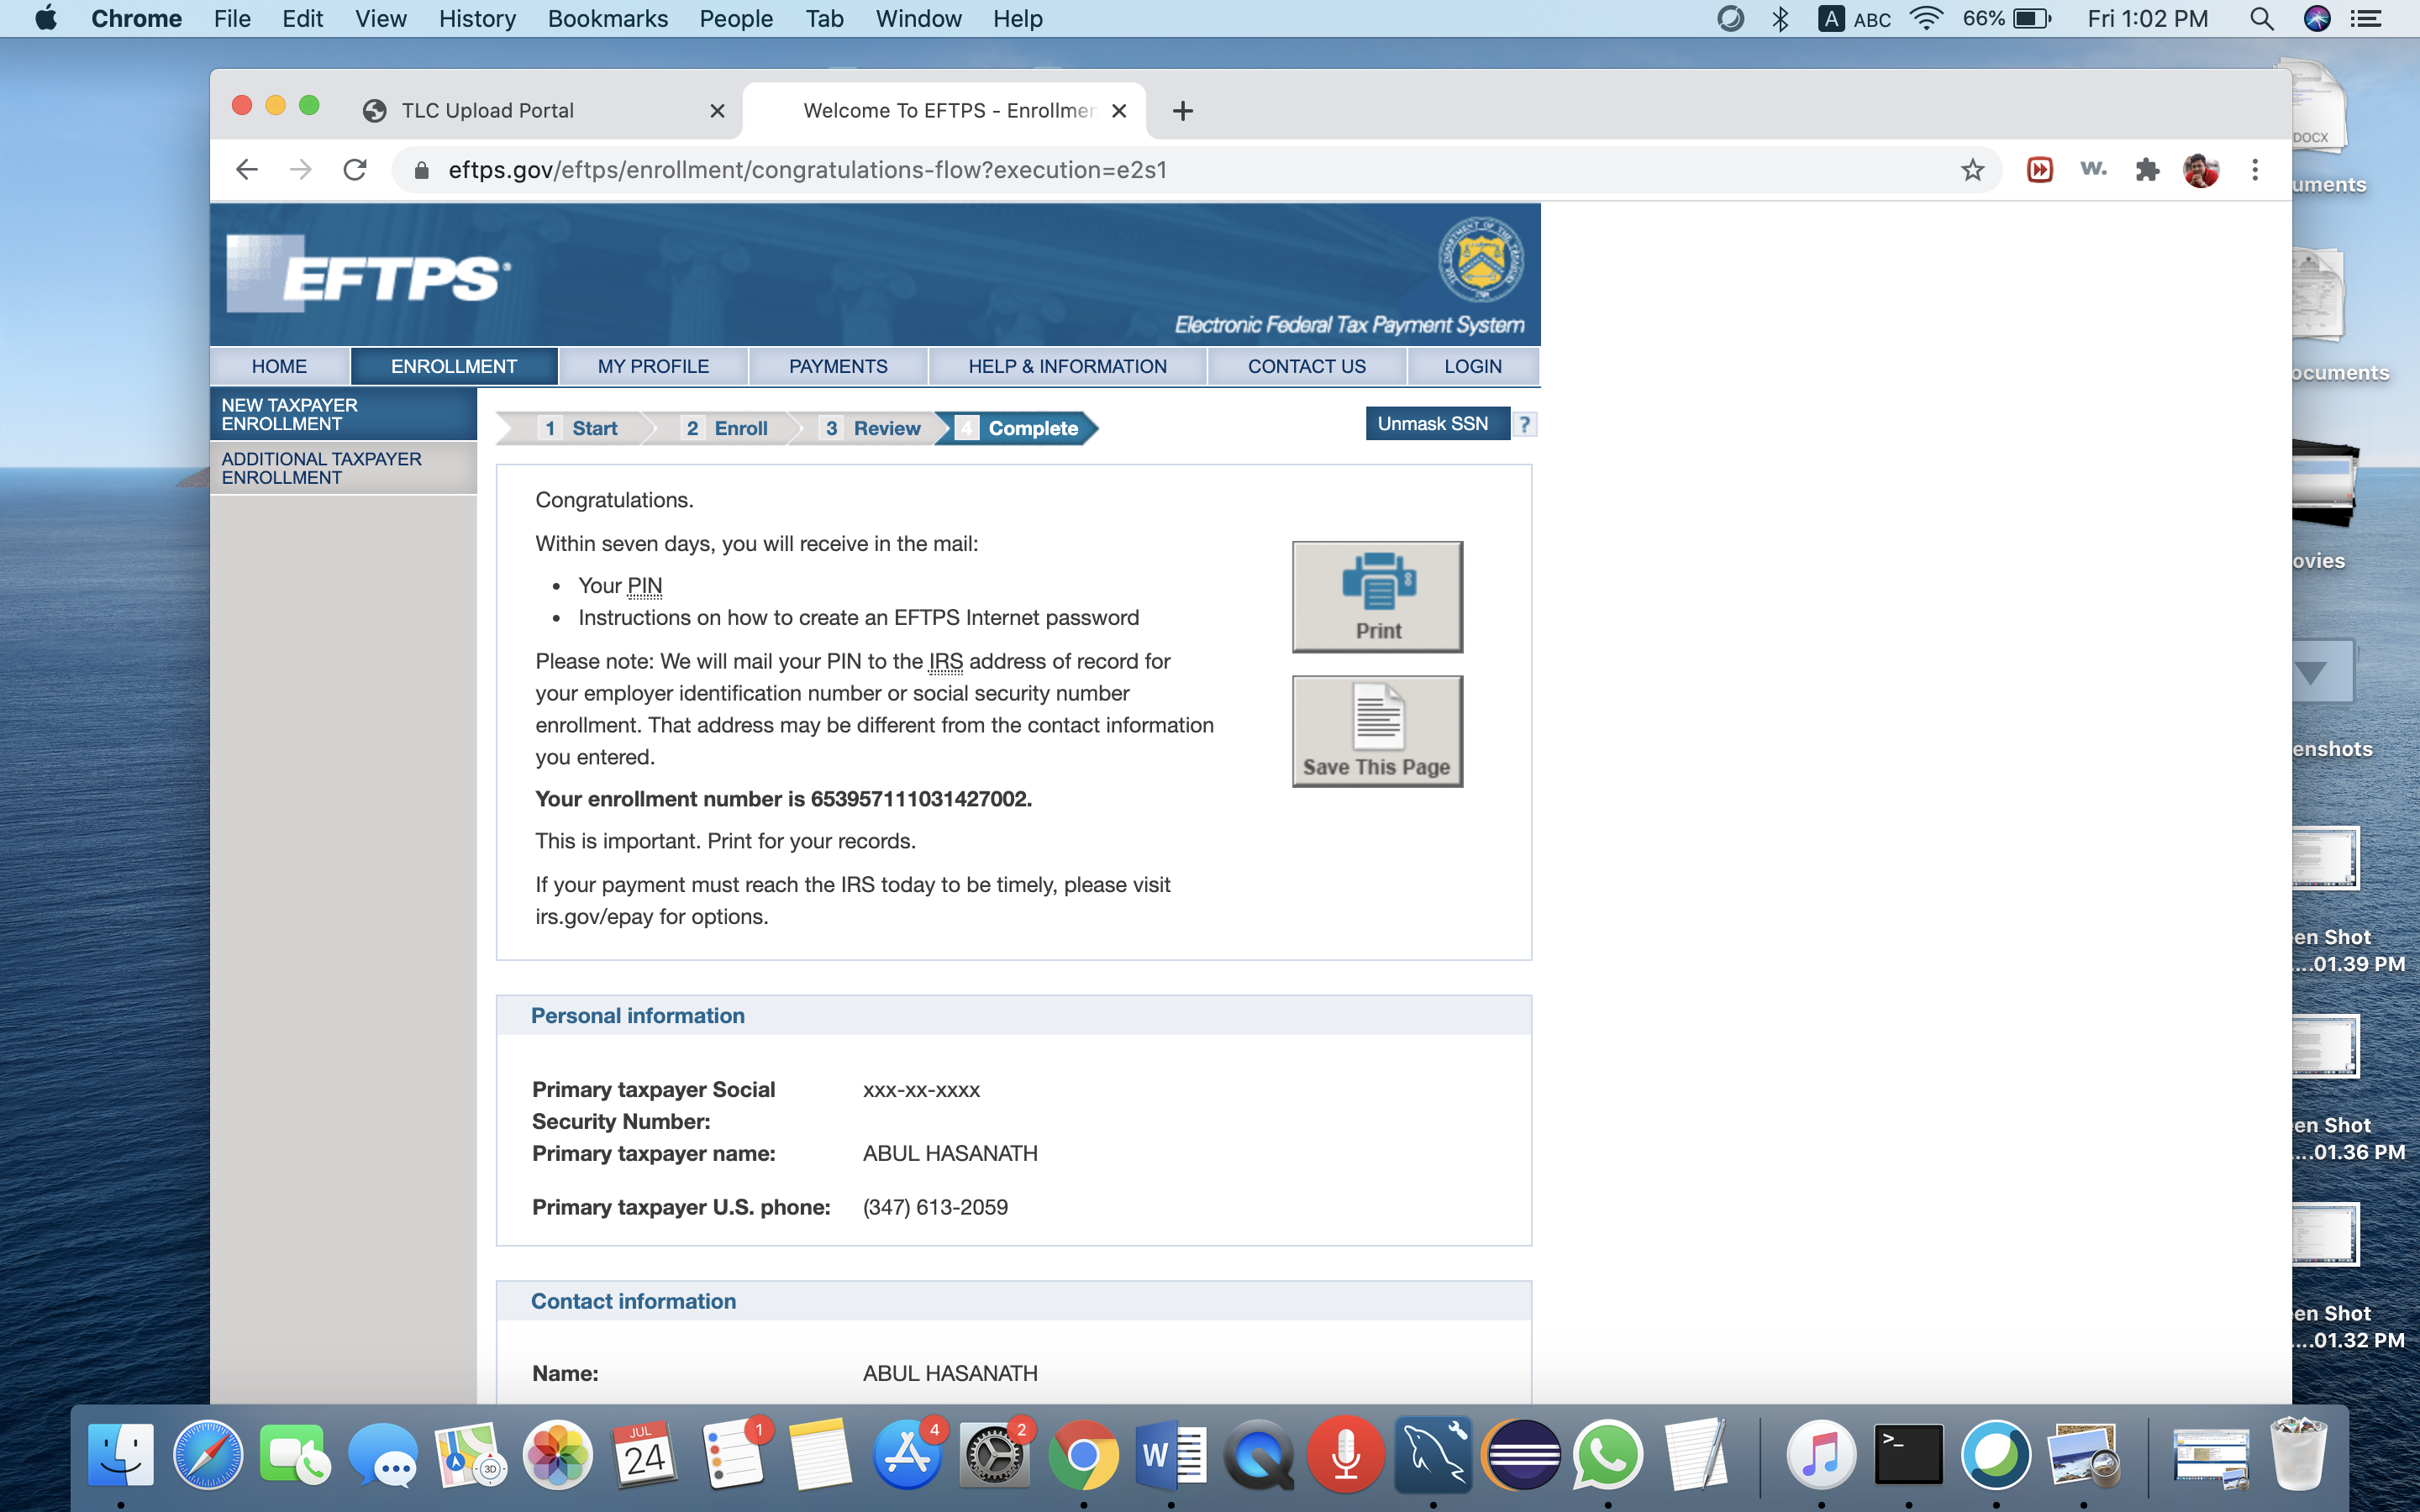 Chrome File Edit View History Bookmarks People Tab Window Help A ABC 66% Fri 1:02 PM
TLC Upload Portal
Welcome To EFTPS - Enrollmen
eftps.gov/eftps/enrollment/congratulations-flow?execution=e2s1
w.
EFTPS
Electronic Federal Tax Payment System
HOME ENROLLMENT MY PROFILE PAYMENTS HELP & INFORMATION CONTACT US LOGIN
NEW TAXPAYER
ENROLLMENT
ADDITIONAL TAXPAYER
ENROLLMENT
1 Start 2 Enroll 3 Review 4 Complete
Unmask SSN ?
Congratulations.
Within seven days, you will receive in the mail:
• Your PIN
• Instructions on how to create an EFTPS Internet password
Please note: We will mail your PIN to the IRS address of record for
your employer identification number or social security number
enrollment. That address may be different from the contact information
you entered.
Your enrollment number is 653957111031427002.
This is important. Print for your records.
If your payment must reach the IRS today to be timely, please visit
irs.gov/epay for options.
Print
Save This Page
Personal information
Primary taxpayer Social xxx-xx-xxxx
Security Number:
Primary taxpayer name: ABUL HASANATH
Primary taxpayer U.S. phone: (347) 613-2059
Contact information
Name: ABUL HASANATH
DOCX
uments
ocuments
ovies
enshots
en Shot
....01.39 PM
en Shot
....01.36 PM
en Shot
....01.32 PM
3D
JUL
24
1
4
2
W
>_